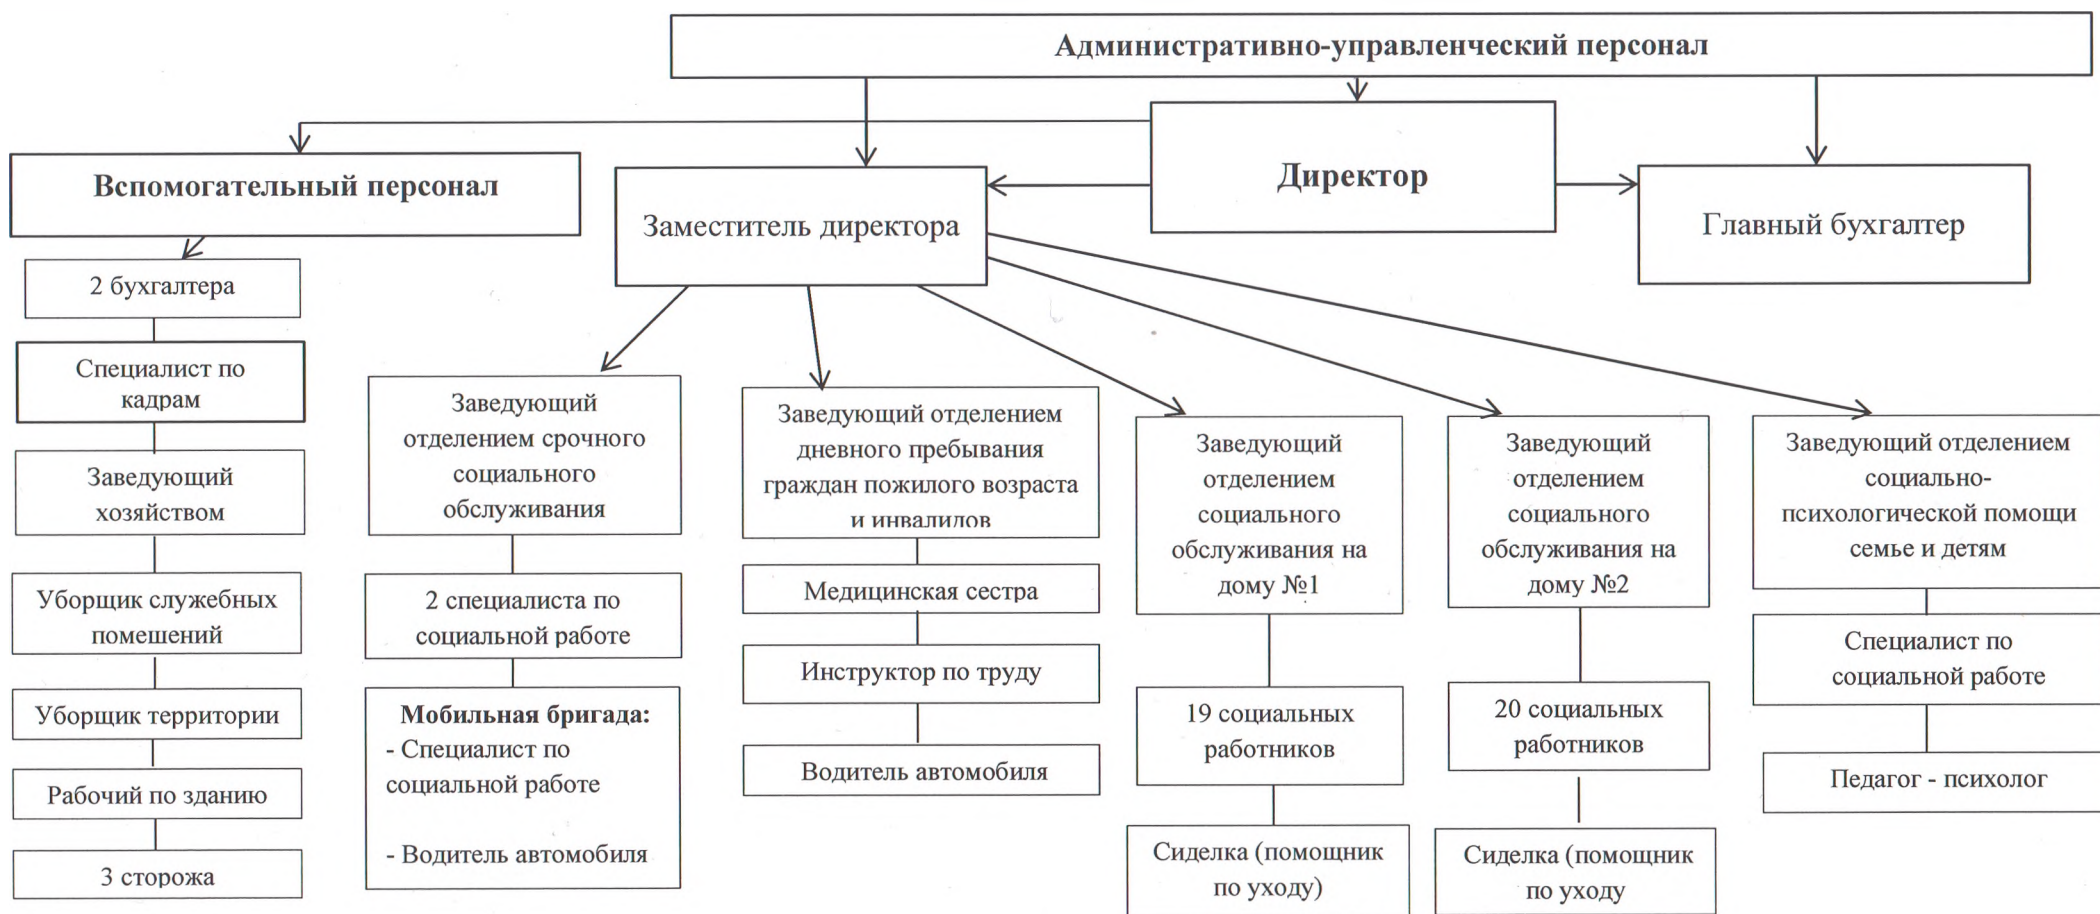 Административно-управленческий персонал
Директор
Вспомогательный персонал
Заместитель директора
Главный бухгалтер
2 бухгалтера
Специалист по
кадрам
Заведующий
хозяйством
Уборщик служебных
помешений
Уборщик территории
Рабочий по зданию
3 сторожа
Заведующий
отделением срочного
социального
обслуживания
2 специалиста по
социальной работе
Мобильная бригада:
- Специалист по
социальной работе
- Водитель автомобиля
Заведующий отделением
дневного пребывания
граждан пожилого возраста
и инвалидов
Медицинская сестра
Инструктор по труду
Водитель автомобиля
Заведующий
отделением
социального
обслуживания на
дому №1
19 социальных
работников
Сиделка (помощник
по уходу)
Заведующий
отделением
социального
обслуживания на
дому №2
20 социальных
работников
Сиделка (помощник
по уходу
Заведующий отделением
социально-
психологической помощи
семье и детям
Специалист по
социальной работе
Педагог - психолог